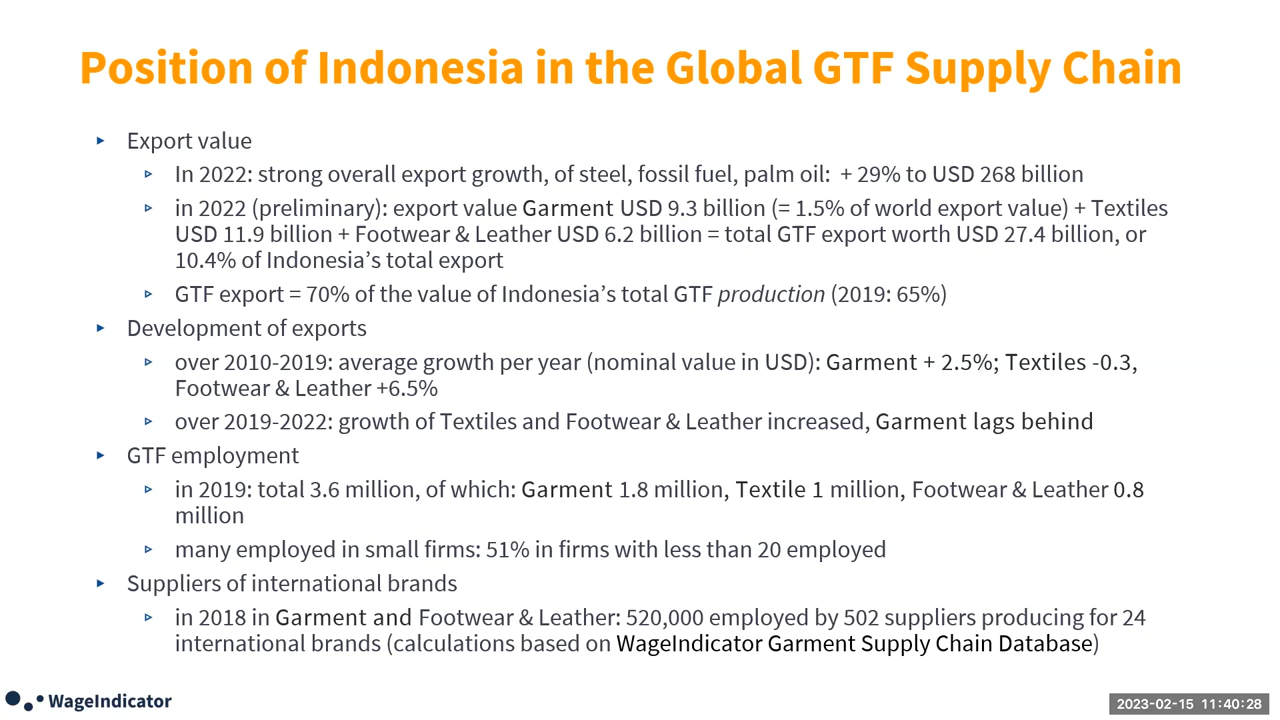 Position of Indonesia in the Global GTF Supply Chain
▸ Export value
▹ In 2022: strong overall export growth, of steel, fossil fuel, palm oil:  + 29% to USD 268 billion
▹ in 2022 (preliminary): export value Garment USD 9.3 billion (= 1.5% of world export value) + Textiles
USD 11.9 billion + Footwear & Leather USD 6.2 billion = total GTF export worth USD 27.4 billion, or
10.4% of Indonesia’s total export
▹ GTF export = 70% of the value of Indonesia’s total GTF production (2019: 65%)
▸ Development of exports
▹ over 2010-2019: average growth per year (nominal value in USD): Garment + 2.5%; Textiles -0.3,
Footwear & Leather +6.5%
▹ over 2019-2022: growth of Textiles and Footwear & Leather increased, Garment lags behind
▸ GTF employment
▹ in 2019: total 3.6 million, of which: Garment 1.8 million, Textile 1 million, Footwear & Leather 0.8
million
▹ many employed in small firms: 51% in firms with less than 20 employed
▸ Suppliers of international brands
▹ in 2018 in Garment and Footwear & Leather: 520,000 employed by 502 suppliers producing for 24
international brands (calculations based on WageIndicator Garment Supply Chain Database)
WageIndicator
2023-02-15 11:40:28